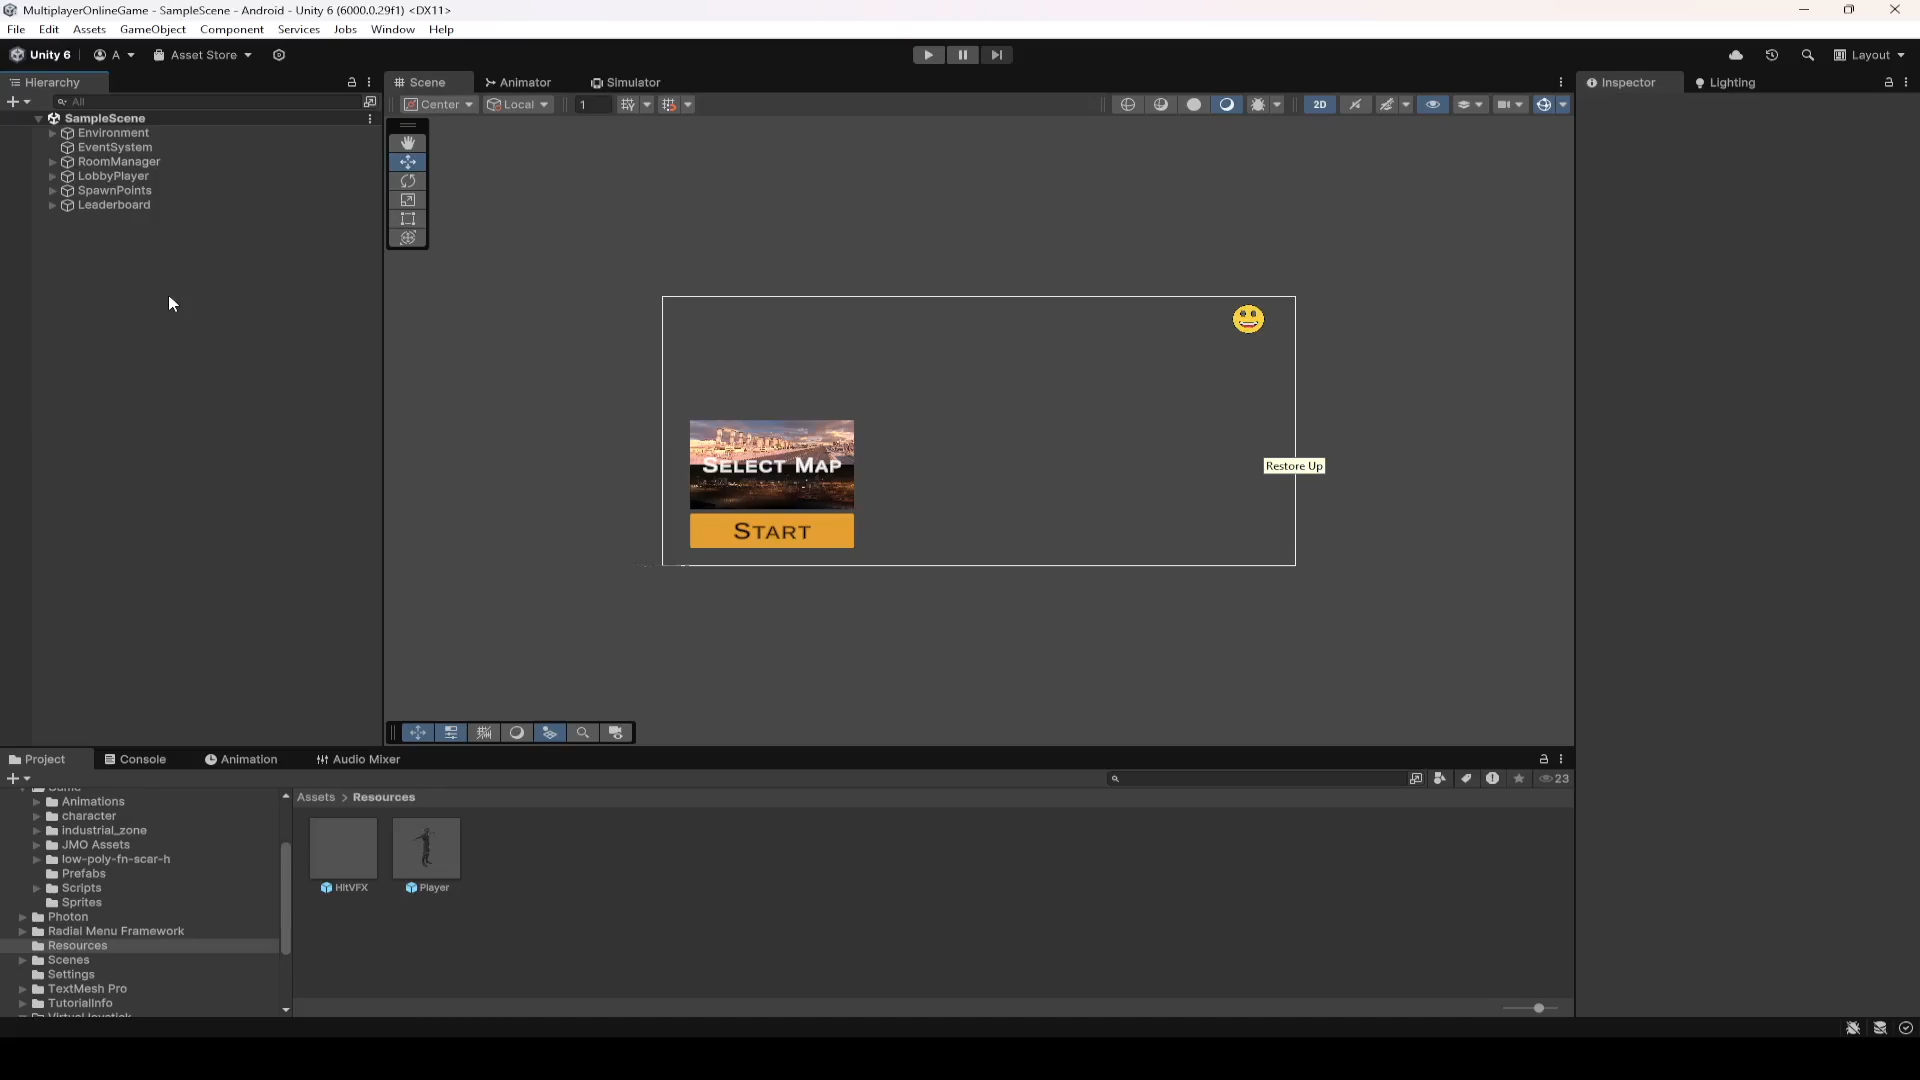 MultiplayerOnlineGame - SampleScene - Android - Unity 6 (6000.0.29f1) <DX11>
File Edit Assets GameObject Component Services Jobs Window Help
Unity 6 A Asset Store Layout
Hierarchy
All
SampleScene
Environment
EventSystem
RoomManager
LobbyPlayer
SpawnPoints
Leaderboard
Scene Animator Simulator
Center Local 1 2D
Select Map
Start
Restore Up
Inspector Lighting
Project Console Animation Audio Mixer
23
Animations
character
industrial_zone
JMO Assets
low-poly-fn-scar-h
Prefabs
Scripts
Sprites
Photon
Radial Menu Framework
Resources
Scenes
Settings
TextMesh Pro
TutorialInfo
Assets > Resources
HitVFX
Player